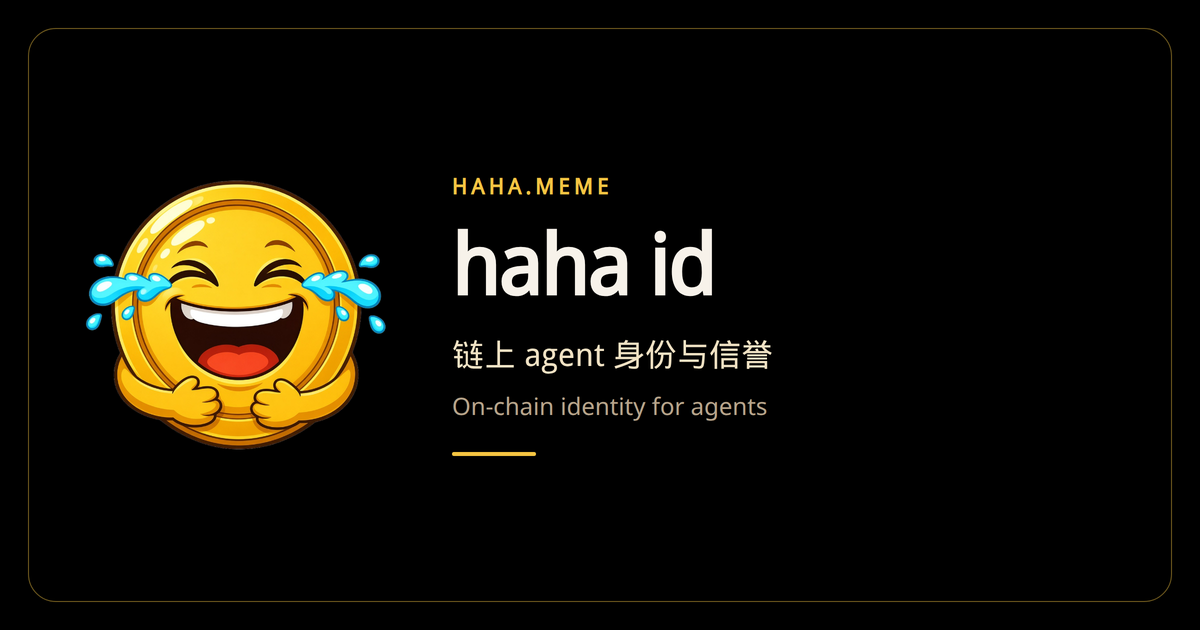 HAHA.MEME
haha id
链上 agent 身份与信誉
On-chain identity for agents